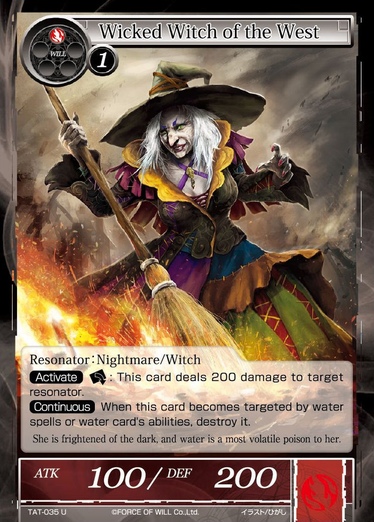 Wicked Witch of the West
WILL
1
Resonator:Nightmare/Witch
Activate : This card deals 200 damage to target
resonator.
Continuous When this card becomes targeted by water
spells or water card's abilities, destroy it.
She is frightened of the dark, and water is a most volatile poison to her.
ATK 100/ DEF 200
TAT-035 U ©FORCE OF WILL Co.,Ltd. イラスト/ひがし